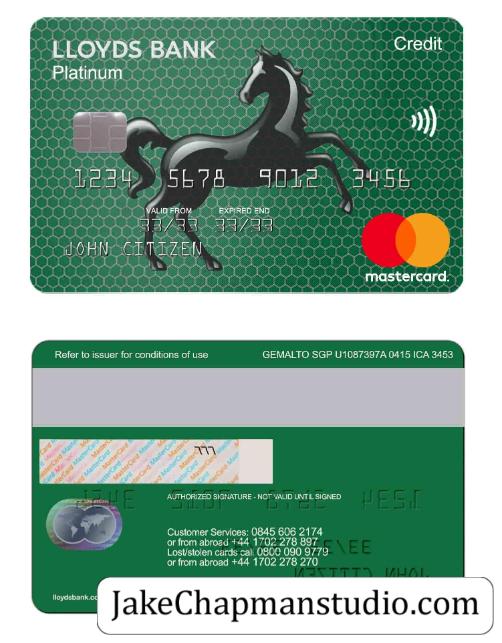 LLOYDS BANK
Credit
Platinum
1234 5678 9012 3456
VALID FROM EXPIRED END
33/33 33/33
JOHN CITIZEN
mastercard.
Refer to issuer for conditions of use
GEMALTO SGP U1087397A 0415 ICA 3453
777
AUTHORIZED SIGNATURE - NOT VALID UNTIL SIGNED
Customer Services: 0845 606 2174
or from abroad +44 1702 278 897
Lost/stolen cards call 0800 090 9779
or from abroad +44 1702 278 270
lloydsbank.co
JakeChapmanstudio.com